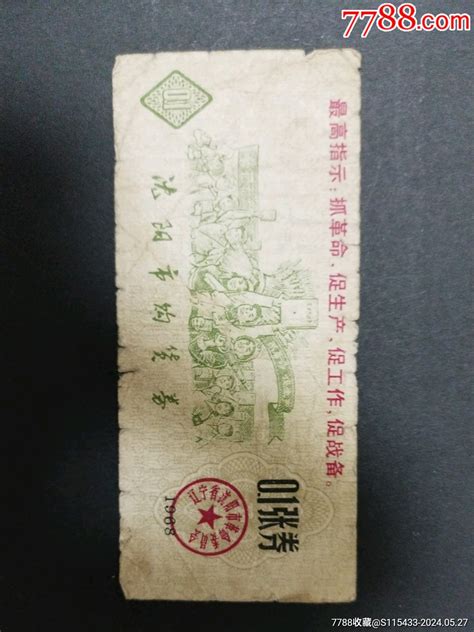 7788.com
最高指示：抓革命，促生产，促工作，促战备。
0.1
沈阳市购货券
0.1张券
1968
7788收藏@S115433-2024.05.27